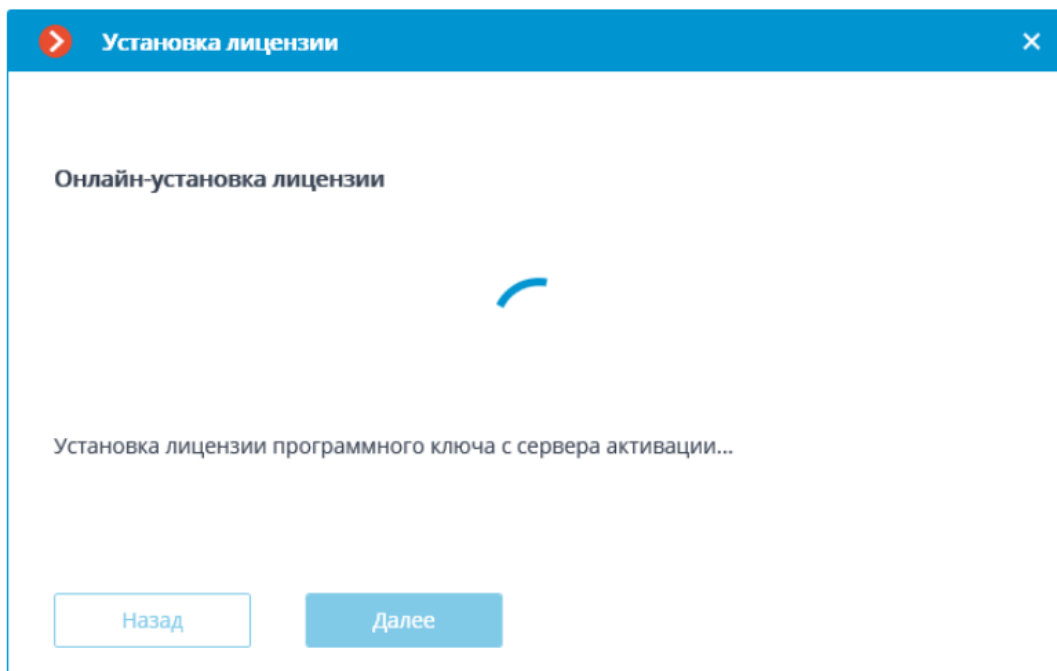 Установка лицензии
Онлайн-установка лицензии
Установка лицензии программного ключа с сервера активации...
Назад
Далее